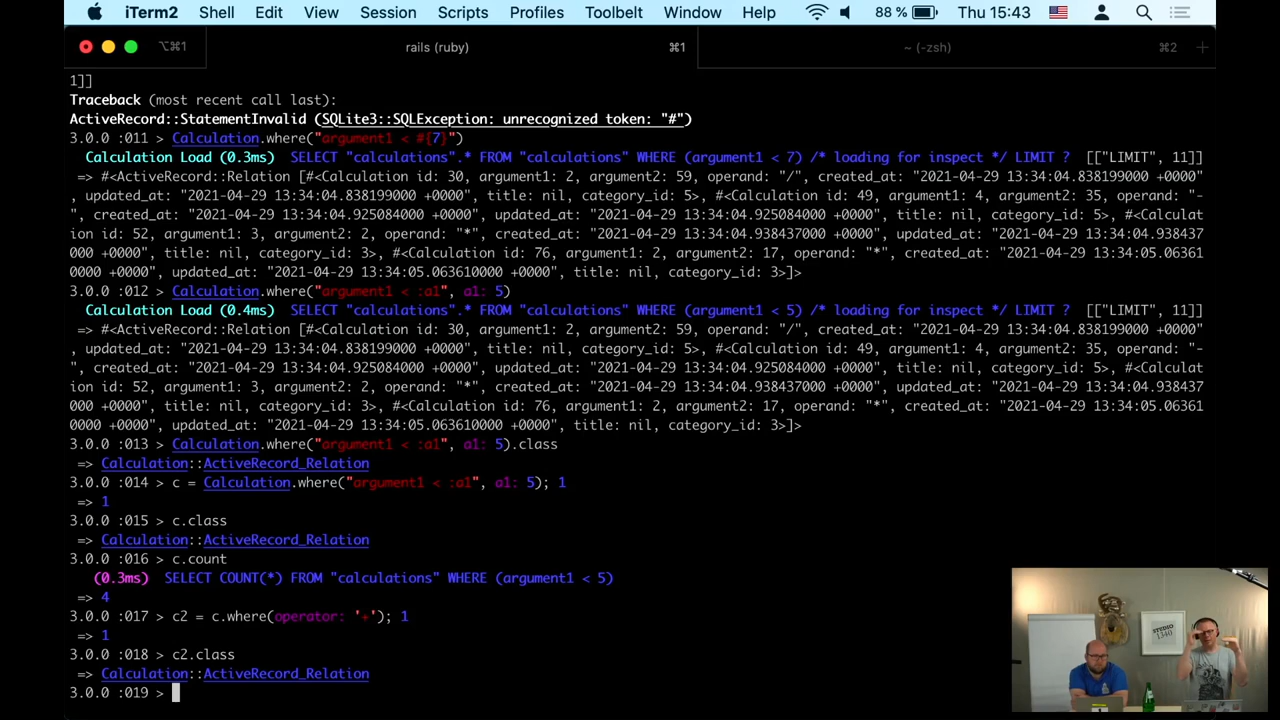 iTerm2 Shell Edit View Session Scripts Profiles Toolbelt Window Help 88 % Thu 15:43
⌥⌘1 rails (ruby) ⌘1 ~ (-zsh) ⌘2 +
1]]
Traceback (most recent call last):
ActiveRecord::StatementInvalid (SQLite3::SQLException: unrecognized token: "#")
3.0.0 :011 > Calculation.where("argument1 < #{7}")
  Calculation Load (0.3ms)  SELECT "calculations".* FROM "calculations" WHERE (argument1 < 7) /* loading for inspect */ LIMIT ?  [["LIMIT", 11]]
 => #<ActiveRecord::Relation [#<Calculation id: 30, argument1: 2, argument2: 59, operand: "/", created_at: "2021-04-29 13:34:04.838199000 +0000"
, updated_at: "2021-04-29 13:34:04.838199000 +0000", title: nil, category_id: 5>, #<Calculation id: 49, argument1: 4, argument2: 35, operand: "-
", created_at: "2021-04-29 13:34:04.925084000 +0000", updated_at: "2021-04-29 13:34:04.925084000 +0000", title: nil, category_id: 5>, #<Calculat
ion id: 52, argument1: 3, argument2: 2, operand: "*", created_at: "2021-04-29 13:34:04.938437000 +0000", updated_at: "2021-04-29 13:34:04.938437
000 +0000", title: nil, category_id: 3>, #<Calculation id: 76, argument1: 2, argument2: 17, operand: "*", created_at: "2021-04-29 13:34:05.06361
0000 +0000", updated_at: "2021-04-29 13:34:05.063610000 +0000", title: nil, category_id: 3>]>
3.0.0 :012 > Calculation.where("argument1 < :a1", a1: 5)
  Calculation Load (0.4ms)  SELECT "calculations".* FROM "calculations" WHERE (argument1 < 5) /* loading for inspect */ LIMIT ?  [["LIMIT", 11]]
 => #<ActiveRecord::Relation [#<Calculation id: 30, argument1: 2, argument2: 59, operand: "/", created_at: "2021-04-29 13:34:04.838199000 +0000"
, updated_at: "2021-04-29 13:34:04.838199000 +0000", title: nil, category_id: 5>, #<Calculation id: 49, argument1: 4, argument2: 35, operand: "-
", created_at: "2021-04-29 13:34:04.925084000 +0000", updated_at: "2021-04-29 13:34:04.925084000 +0000", title: nil, category_id: 5>, #<Calculat
ion id: 52, argument1: 3, argument2: 2, operand: "*", created_at: "2021-04-29 13:34:04.938437000 +0000", updated_at: "2021-04-29 13:34:04.938437
000 +0000", title: nil, category_id: 3>, #<Calculation id: 76, argument1: 2, argument2: 17, operand: "*", created_at: "2021-04-29 13:34:05.06361
0000 +0000", updated_at: "2021-04-29 13:34:05.063610000 +0000", title: nil, category_id: 3>]>
3.0.0 :013 > Calculation.where("argument1 < :a1", a1: 5).class
 => Calculation::ActiveRecord_Relation
3.0.0 :014 > c = Calculation.where("argument1 < :a1", a1: 5); 1
 => 1
3.0.0 :015 > c.class
 => Calculation::ActiveRecord_Relation
3.0.0 :016 > c.count
   (0.3ms)  SELECT COUNT(*) FROM "calculations" WHERE (argument1 < 5)
 => 4
3.0.0 :017 > c2 = c.where(operator: '+'); 1
 => 1
3.0.0 :018 > c2.class
 => Calculation::ActiveRecord_Relation
3.0.0 :019 >
STUDIO
1340